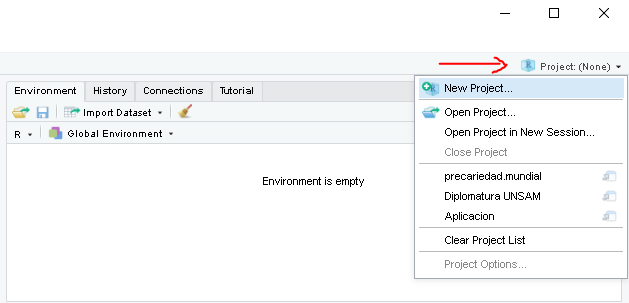 Project: (None)
Environment History Connections Tutorial
Import Dataset
R Global Environment
Environment is empty
New Project...
Open Project...
Open Project in New Session...
Close Project
precariedad.mundial
Diplomatura UNSAM
Aplicacion
Clear Project List
Project Options...